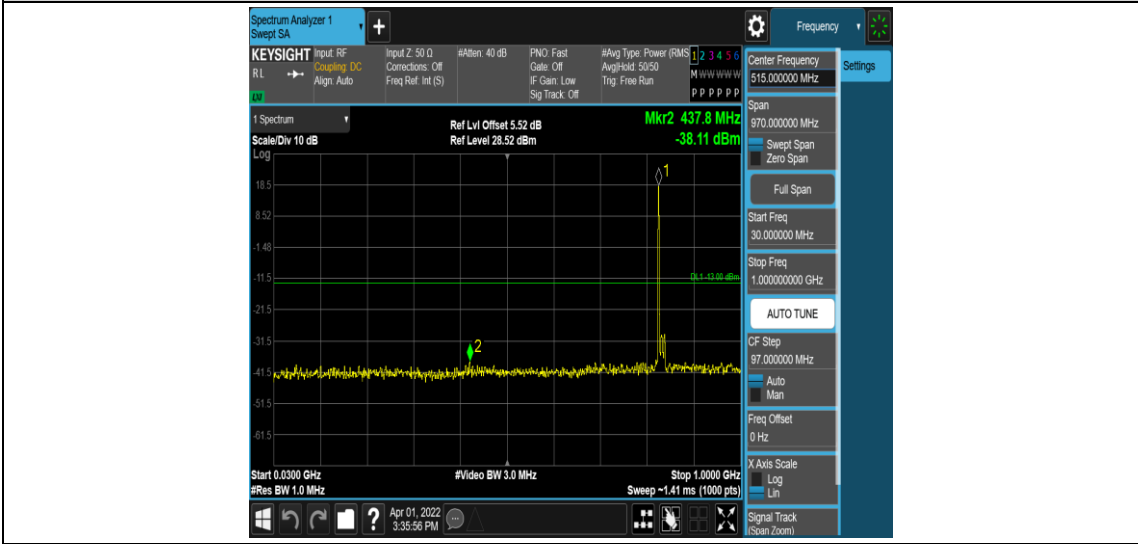 Spectrum Analyzer 1
Swept SA
+
Frequency
KEYSIGHT
RL
Input: RF
Coupling: DC
Align: Auto
Input Z: 50 Ω
Corrections: Off
Freq Ref: Int (S)
#Atten: 40 dB
PNO: Fast
Gate: Off
IF Gain: Low
Sig Track: Off
#Avg Type: Power (RMS
Avg|Hold: 50/50
Trig: Free Run
1 2 3 4 5 6
M W W W W W
P P P P P P
1 Spectrum
Scale/Div 10 dB
Log
Ref Lvl Offset 5.52 dB
Ref Level 28.52 dBm
Mkr2 437.8 MHz
-38.11 dBm
18.5
8.52
-1.48
-11.5
-21.5
-31.5
-41.5
-51.5
-61.5
1
DL1 -13.00 dBm
2
Start 0.0300 GHz
#Res BW 1.0 MHz
#Video BW 3.0 MHz
Stop 1.0000 GHz
Sweep ~1.41 ms (1000 pts)
Center Frequency
515.000000 MHz
Settings
Span
970.000000 MHz
Swept Span
Zero Span
Full Span
Start Freq
30.000000 MHz
Stop Freq
1.000000000 GHz
AUTO TUNE
CF Step
97.000000 MHz
Auto
Man
Freq Offset
0 Hz
X Axis Scale
Log
Lin
Signal Track
(Span Zoom)
?
Apr 01, 2022
3:35:56 PM